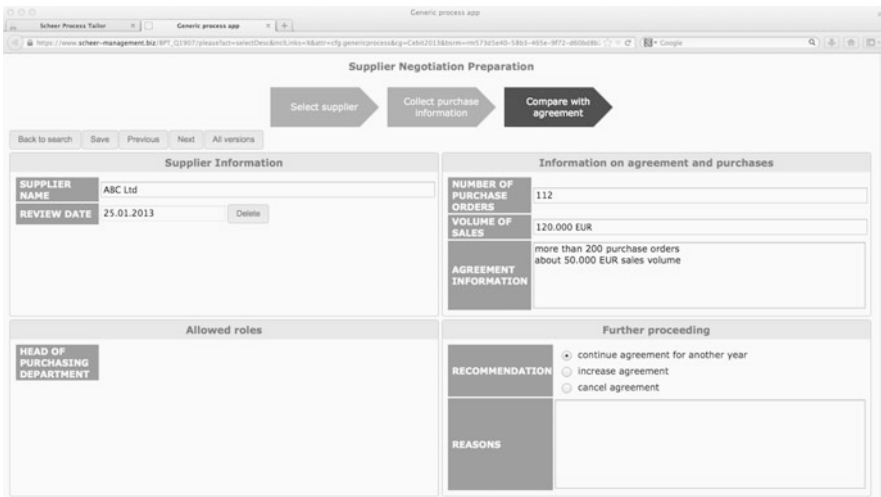 Generic process app
Scheer Process Tailor
Generic process app
Google
Supplier Negotiation Preparation
Select supplier
Collect purchase
information
Compare with
agreement
Back to search Save Previous Next All versions
Supplier Information
SUPPLIER
NAME
ABC Ltd
REVIEW DATE 25.01.2013 Delete
Information on agreement and purchases
NUMBER OF
PURCHASE
ORDERS
112
VOLUME OF
SALES
120.000 EUR
AGREEMENT
INFORMATION
more than 200 purchase orders
about 50.000 EUR sales volume
Allowed roles
HEAD OF
PURCHASING
DEPARTMENT
Further proceeding
RECOMMENDATION
continue agreement for another year
increase agreement
cancel agreement
REASONS